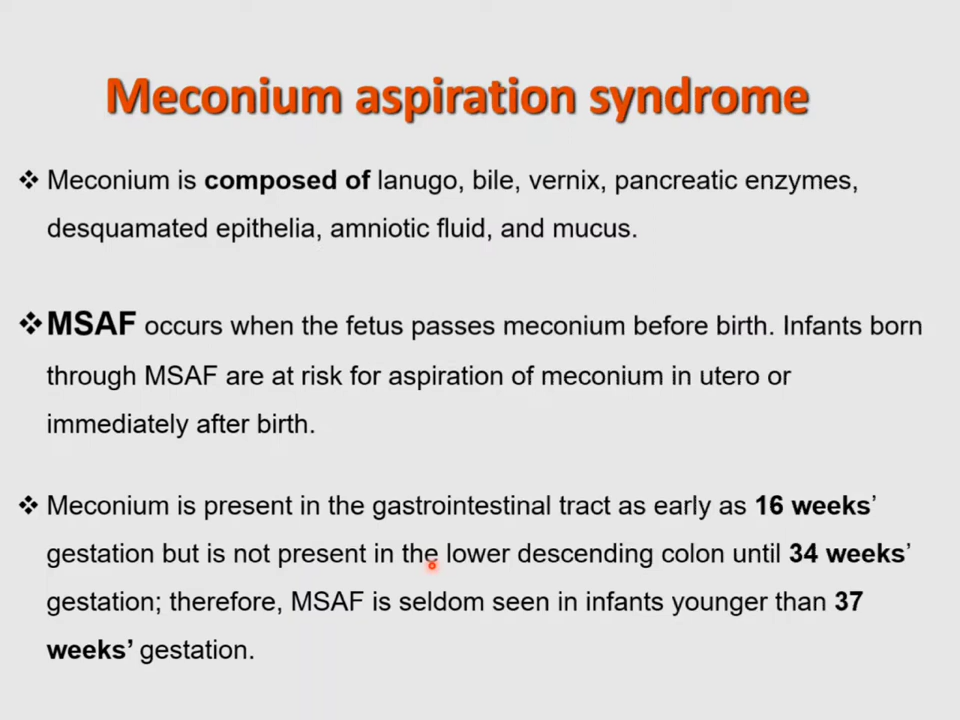 Meconium aspiration syndrome
❖ Meconium is composed of lanugo, bile, vernix, pancreatic enzymes,
desquamated epithelia, amniotic fluid, and mucus.
❖MSAF occurs when the fetus passes meconium before birth. Infants born
through MSAF are at risk for aspiration of meconium in utero or
immediately after birth.
❖ Meconium is present in the gastrointestinal tract as early as 16 weeks’
gestation but is not present in the lower descending colon until 34 weeks’
gestation; therefore, MSAF is seldom seen in infants younger than 37
weeks’ gestation.